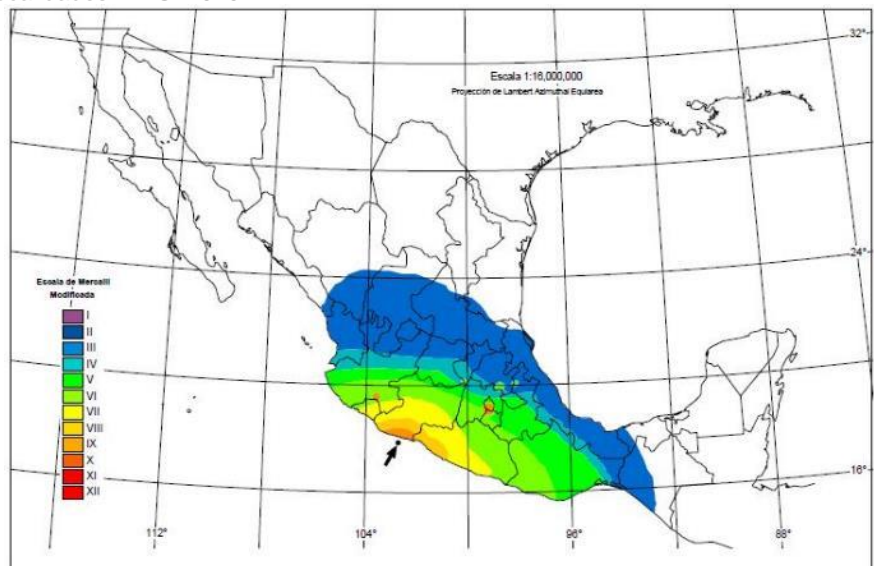 Escala 1:16,000,000
Proyección de Lambert Azimuthal Equiarea
32°
24°
16°
Escala de Mercalli
Modificada
I
II
III
IV
V
VI
VII
VIII
IX
X
XI
XII
112°
104°
96°
88°